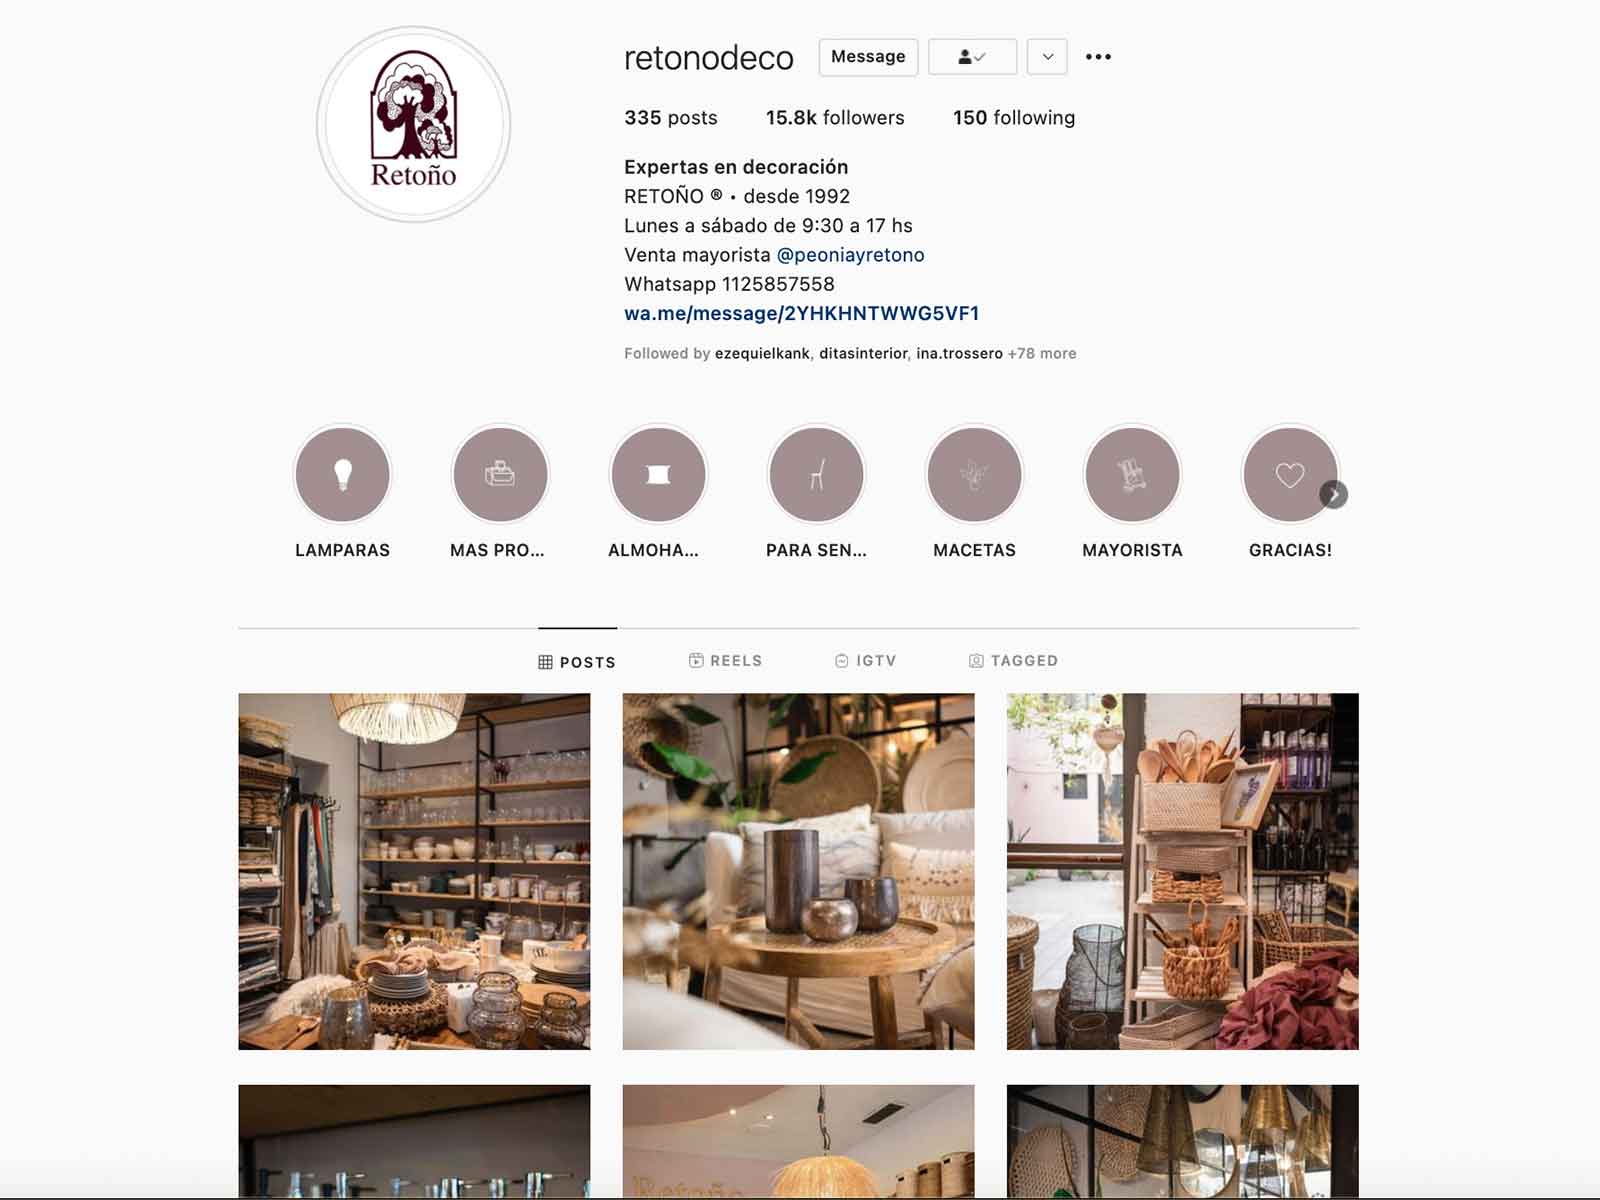 retonodeco Message
335 posts 15.8k followers 150 following
Retoño
Expertas en decoración
RETOÑO ® • desde 1992
Lunes a sábado de 9:30 a 17 hs
Venta mayorista @peoniayretono
Whatsapp 1125857558
wa.me/message/2YHKHNTWWG5VF1
Followed by ezequielkank, ditasinterior, ina.trossero +78 more
LAMPARAS MAS PRO... ALMOHA... PARA SEN... MACETAS MAYORISTA GRACIAS!
POSTS REELS IGTV TAGGED
Retoño